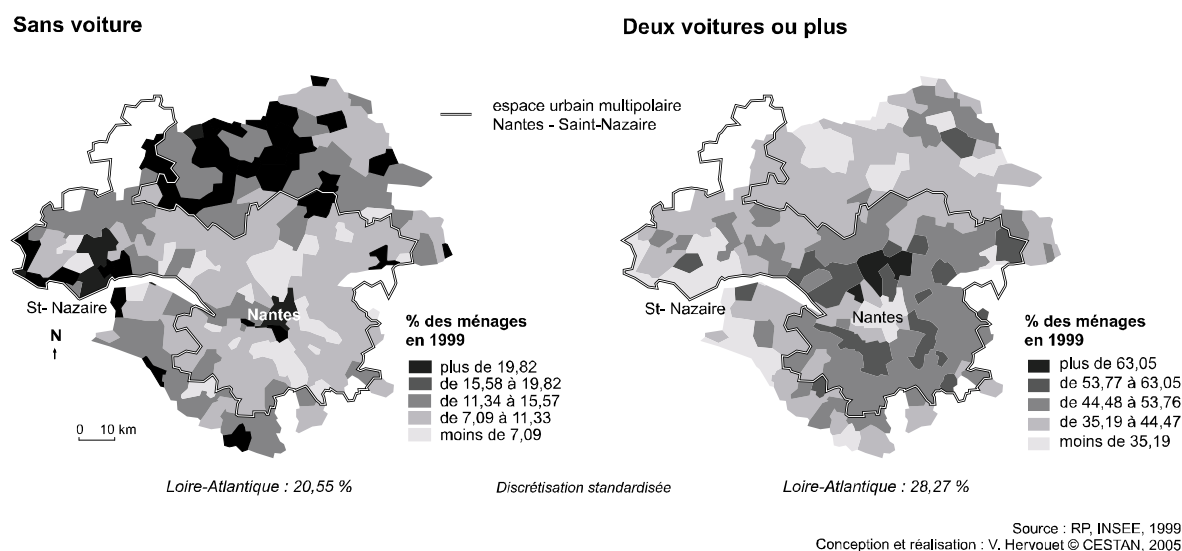 Sans voiture
Deux voitures ou plus
espace urbain multipolaire
Nantes - Saint-Nazaire
St- Nazaire
Nantes
N
% des ménages
en 1999
plus de 19,82
de 15,58 à 19,82
de 11,34 à 15,57
de 7,09 à 11,33
moins de 7,09
0 10 km
St- Nazaire
Nantes
% des ménages
en 1999
plus de 63,05
de 53,77 à 63,05
de 44,48 à 53,76
de 35,19 à 44,47
moins de 35,19
Loire-Atlantique : 20,55 %
Discrétisation standardisée
Loire-Atlantique : 28,27 %
Source : RP, INSEE, 1999
Conception et réalisation : V. Hervouet © CESTAN, 2005